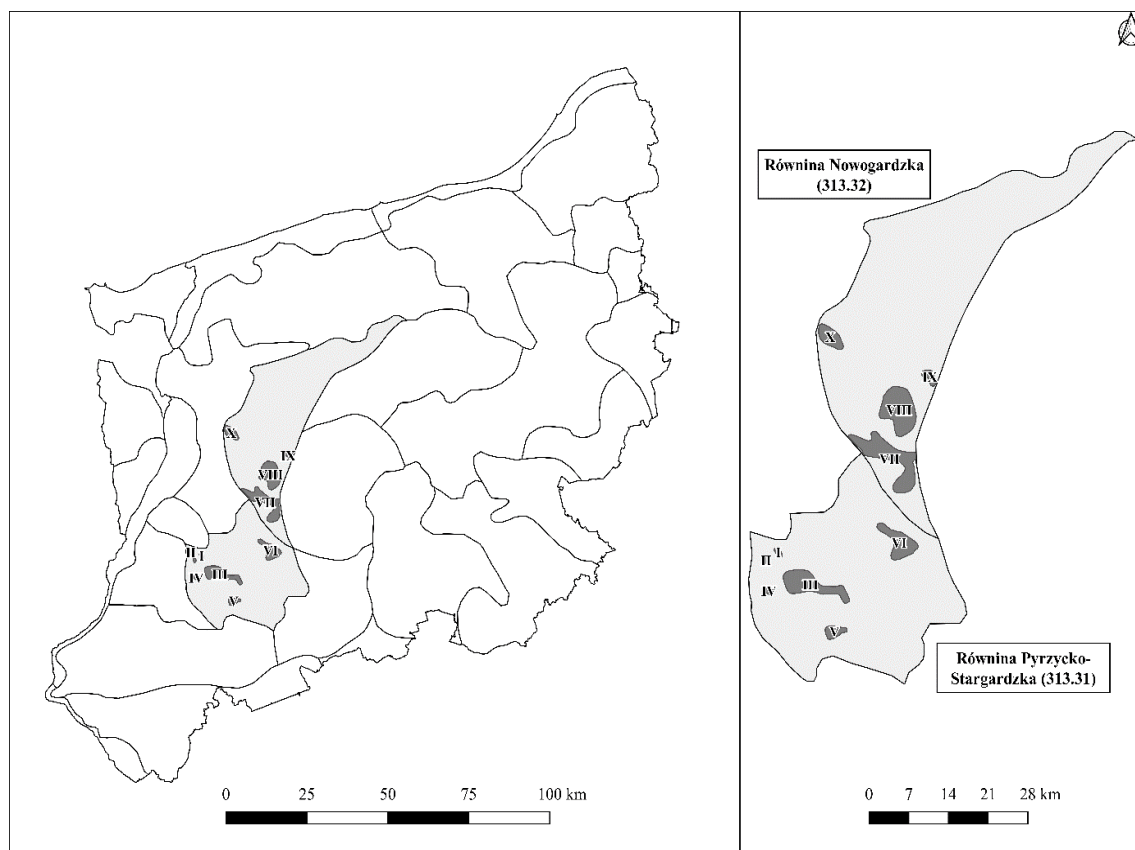 X
IX
VIII
VII
II
I
VI
IV
III
V
0
25
50
75
100 km
Równina Nowogardzka
(313.32)
X
IX
VIII
VII
VI
I
II
IV
III
V
Równina Pyrzycko-
Stargardzka (313.31)
0
7
14
21
28 km